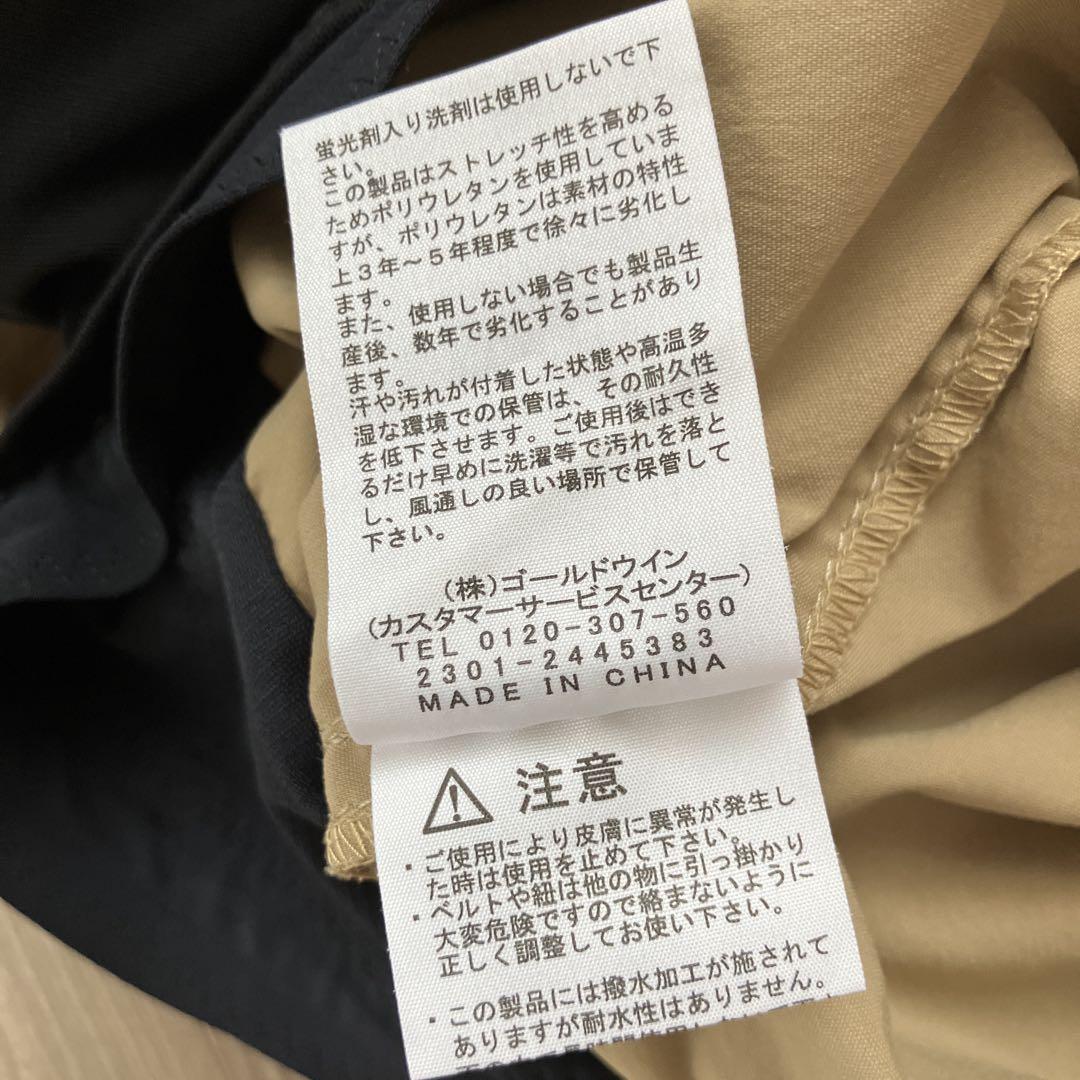 蛍光剤入り洗剤は使用しないで下
さい。
この製品はストレッチ性を高める
ためポリウレタンを使用していま
すが、ポリウレタンは素材の特性
上3年～5年程度で徐々に劣化し
ます。
また、使用しない場合でも製品生
産後、数年で劣化することがあり
ます。
汗や汚れが付着した状態や高温多
湿な環境での保管は、その耐久性
を低下させます。ご使用後はでき
るだけ早めに洗濯等で汚れを落と
し、風通しの良い場所で保管して
下さい。
(株)ゴールドウイン
(カスタマーサービスセンター)
TEL 0120-307-560
2301-2445383
MADE IN CHINA
注意
・ご使用により皮膚に異常が発生し
た時は使用を止めて下さい。
・ベルトや紐は他の物に引っ掛かり
大変危険ですので絡まないように
正しく調整してお使い下さい。
・この製品には撥水加工が施されて
ありますが耐水性はありません。